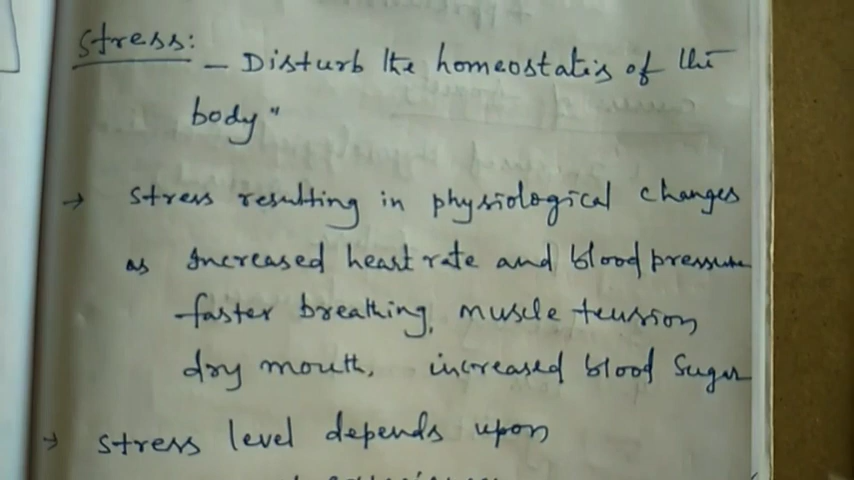 Stress:
- Disturb the homeostatis of the
body"
→ Stress resulting in physiological changes
as Increased heart rate and blood pressure
faster breathing, muscle tension
dry mouth, increased blood Sugar
→ Stress level depends upon